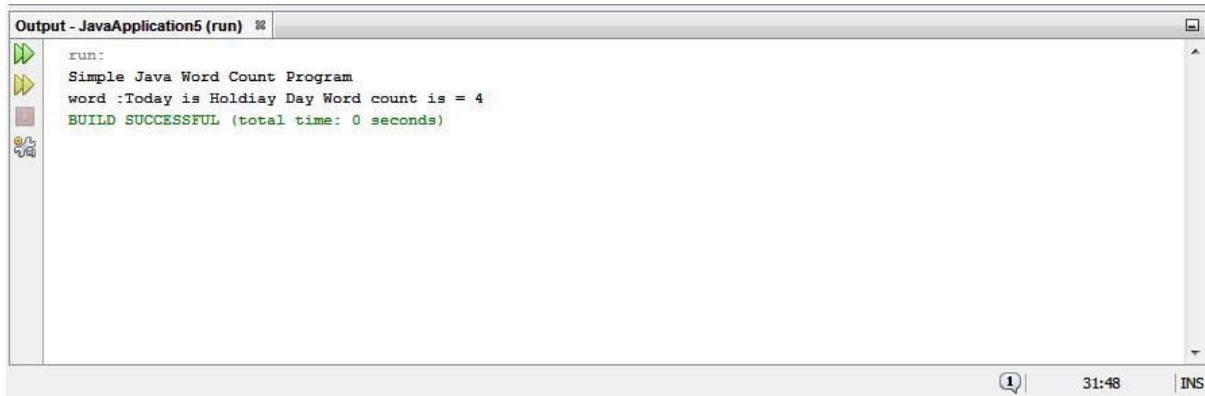 Output - JavaApplication5 (run)
run:
Simple Java Word Count Program
word :Today is Holdiay Day Word count is = 4
BUILD SUCCESSFUL (total time: 0 seconds)
1 31:48 INS